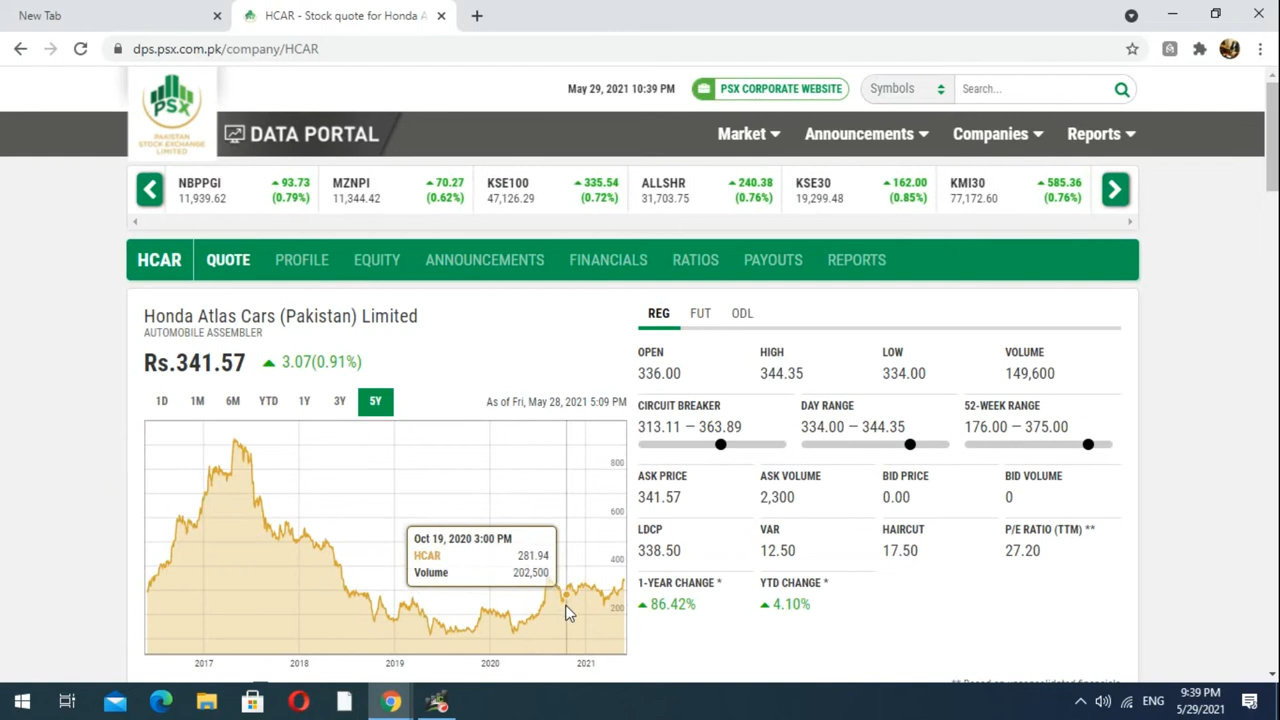 New Tab
HCAR - Stock quote for Honda A
dps.psx.com.pk/company/HCAR
May 29, 2021 10:39 PM
PSX CORPORATE WEBSITE
Symbols
Search...
PSX
PAKISTAN
STOCK EXCHANGE
LIMITED
DATA PORTAL
Market
Announcements
Companies
Reports
NBPPGI 93.73
11,939.62 (0.79%)
MZNPI 70.27
11,344.42 (0.62%)
KSE100 335.54
47,126.29 (0.72%)
ALLSHR 240.38
31,703.75 (0.76%)
KSE30 162.00
19,299.48 (0.85%)
KMI30 585.36
77,172.60 (0.76%)
HCAR QUOTE PROFILE EQUITY ANNOUNCEMENTS FINANCIALS RATIOS PAYOUTS REPORTS
Honda Atlas Cars (Pakistan) Limited
AUTOMOBILE ASSEMBLER
Rs.341.57 3.07(0.91%)
1D 1M 6M YTD 1Y 3Y 5Y
As of Fri, May 28, 2021 5:09 PM
800
600
400
200
Oct 19, 2020 3:00 PM
HCAR 281.94
Volume 202,500
2017 2018 2019 2020 2021
REG FUT ODL
OPEN HIGH LOW VOLUME
336.00 344.35 334.00 149,600
CIRCUIT BREAKER DAY RANGE 52-WEEK RANGE
313.11 — 363.89 334.00 — 344.35 176.00 — 375.00
ASK PRICE ASK VOLUME BID PRICE BID VOLUME
341.57 2,300 0.00 0
LDCP VAR HAIRCUT P/E RATIO (TTM) **
338.50 12.50 17.50 27.20
1-YEAR CHANGE * YTD CHANGE *
86.42% 4.10%
ENG
9:39 PM
5/29/2021